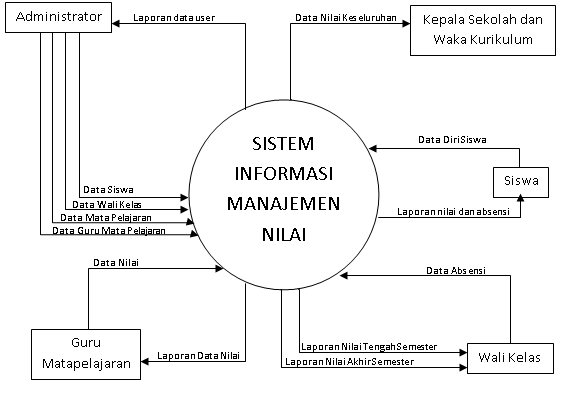 Administrator
Laporan data user
Data Nilai Keseluruhan
Kepala Sekolah dan
Waka Kurikulum
SISTEM
INFORMASI
MANAJEMEN
NILAI
Data Diri Siswa
Siswa
Laporan nilai dan absensi
Data Siswa
Data Wali Kelas
Data Mata Pelajaran
Data Guru Mata Pelajaran
Data Nilai
Data Absensi
Guru
Matapelajaran
Laporan Data Nilai
Laporan Nilai Tengah Semester
Laporan Nilai Akhir Semester
Wali Kelas